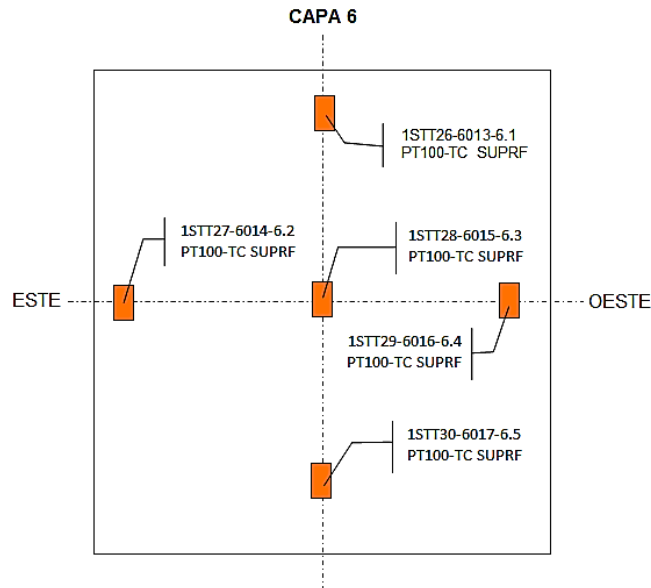 CAPA 6
1STT26-6013-6.1
PT100-TC SUPRF
1STT27-6014-6.2
PT100-TC SUPRF
1STT28-6015-6.3
PT100-TC SUPRF
ESTE
OESTE
1STT29-6016-6.4
PT100-TC SUPRF
1STT30-6017-6.5
PT100-TC SUPRF